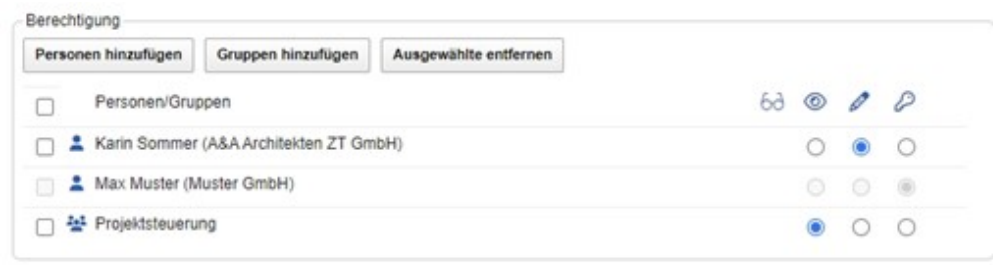 Berechtigung
Personen hinzufügen Gruppen hinzufügen Ausgewählte entfernen
Personen/Gruppen
Karin Sommer (A&A Architekten ZT GmbH)
Max Muster (Muster GmbH)
Projektsteuerung